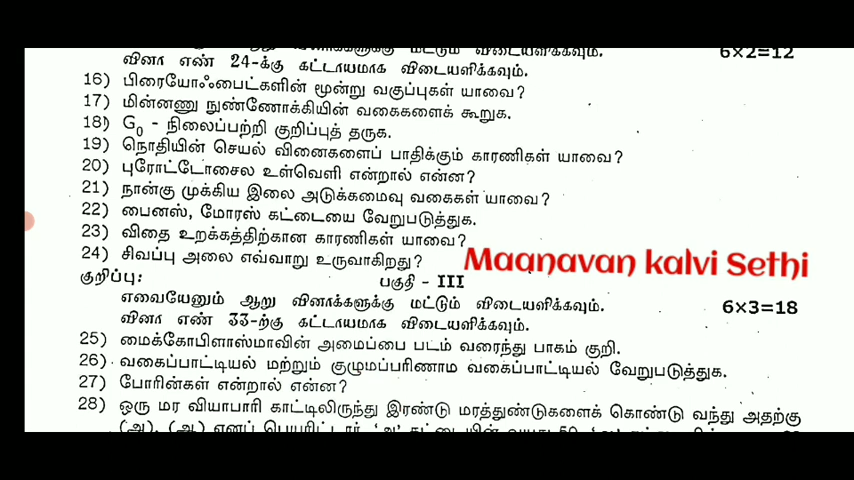 மட்டும் விடையளிக்கவும். 6×2=12
வினா எண் 24-க்கு கட்டாயமாக விடையளிக்கவும்.
16) பிரையோஃபைட்களின் மூன்று வகுப்புகள் யாவை?
17) மின்னணு நுண்ணோக்கியின் வகைகளைக் கூறுக.
18) G₀ - நிலைப்பற்றி குறிப்புத் தருக.
19) நொதியின் செயல் வினைகளைப் பாதிக்கும் காரணிகள் யாவை?
20) புரோட்டோசைல உள்வெளி என்றால் என்ன?
21) நான்கு முக்கிய இலை அடுக்கமைவு வகைகள் யாவை?
22) பைனஸ், மோரஸ் கட்டையை வேறுபடுத்துக.
23) விதை உறக்கத்திற்கான காரணிகள் யாவை?
24) சிவப்பு அலை எவ்வாறு உருவாகிறது?
Maanavan kalvi Sethi
குறிப்பு: பகுதி - III
எவையேனும் ஆறு வினாக்களுக்கு மட்டும் விடையளிக்கவும். 6×3=18
வினா எண் 33-ற்கு கட்டாயமாக விடையளிக்கவும்.
25) மைக்கோபிளாஸ்மாவின் அமைப்பை படம் வரைந்து பாகம் குறி.
26) வகைப்பாட்டியல் மற்றும் குழுமப்பரிணாம வகைப்பாட்டியல் வேறுபடுத்துக.
27) போரின்கள் என்றால் என்ன?
28) ஒரு மர வியாபாரி காட்டிலிருந்து இரண்டு மரத்துண்டுகளைக் கொண்டு வந்து அதற்கு
(அ), (ஆ) எனப் பெயரிட்டார்.